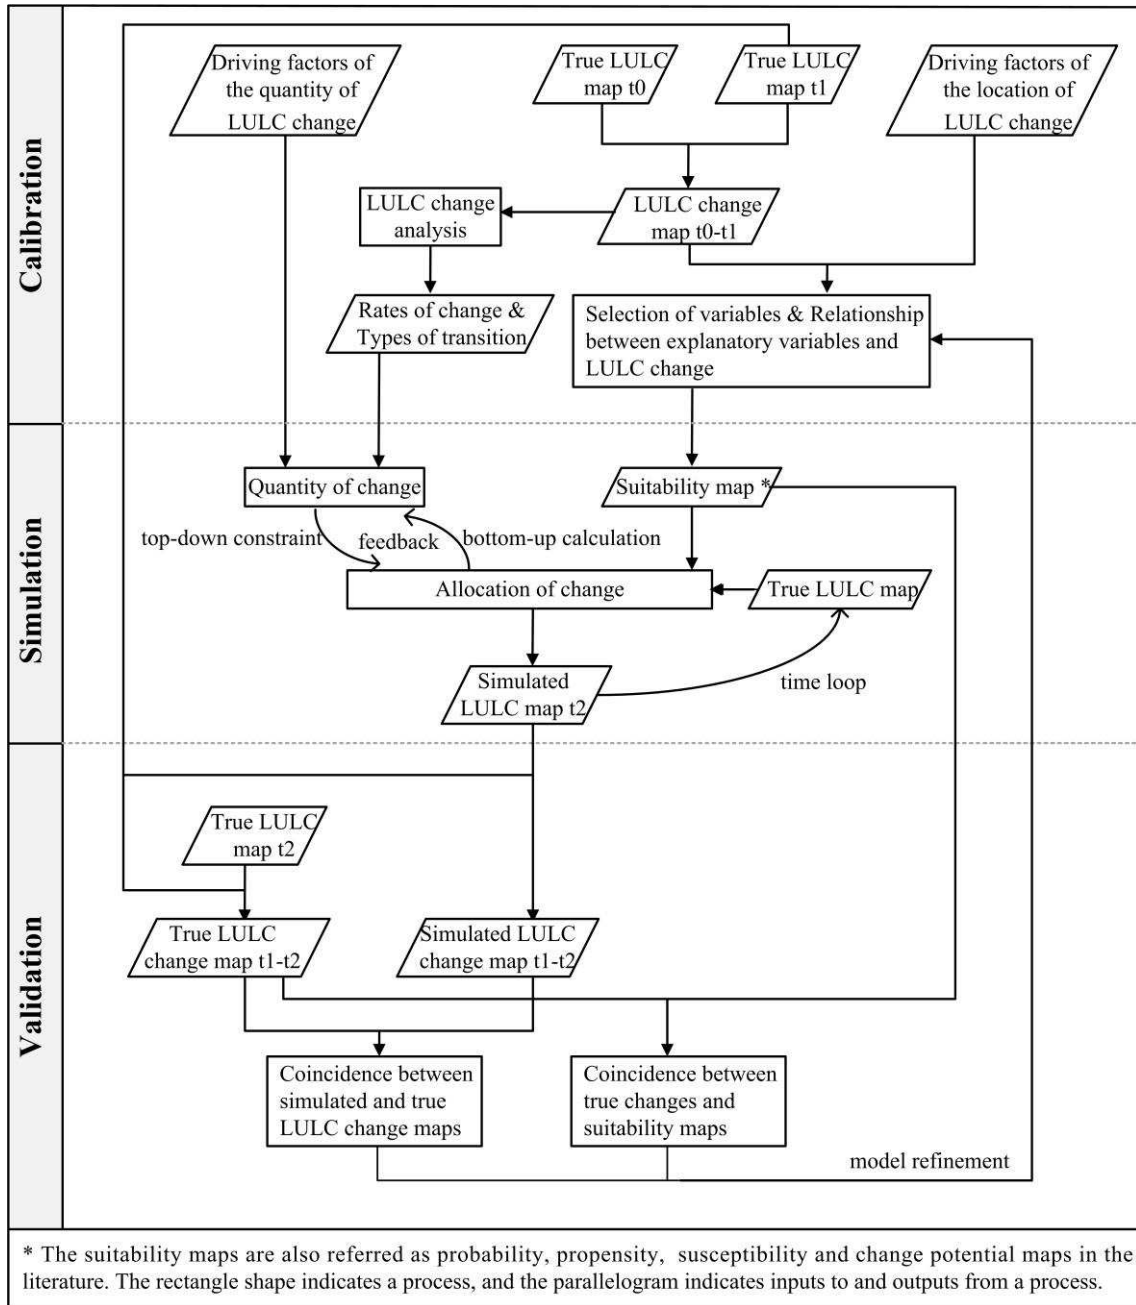 Calibration
Driving factors of
the quantity of
LULC change
True LULC
map t0
True LULC
map t1
Driving factors of
the location of
LULC change
LULC change
analysis
LULC change
map t0-t1
Rates of change &
Types of transition
Selection of variables & Relationship
between explanatory variables and
LULC change
Simulation
Quantity of change
Suitability map *
top-down constraint
feedback
bottom-up calculation
Allocation of change
True LULC map
Simulated
LULC map t2
time loop
Validation
True LULC
map t2
True LULC
change map t1-t2
Simulated LULC
change map t1-t2
Coincidence between
simulated and true
LULC change maps
Coincidence between
true changes and
suitability maps
model refinement
* The suitability maps are also referred as probability, propensity, susceptibility and change potential maps in the
literature. The rectangle shape indicates a process, and the parallelogram indicates inputs to and outputs from a process.